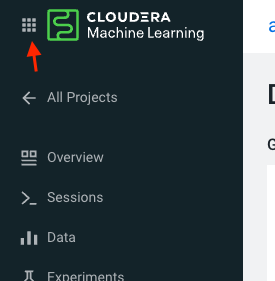 CLOUDERA
Machine Learning
All Projects
Overview
Sessions
Data
Experiments